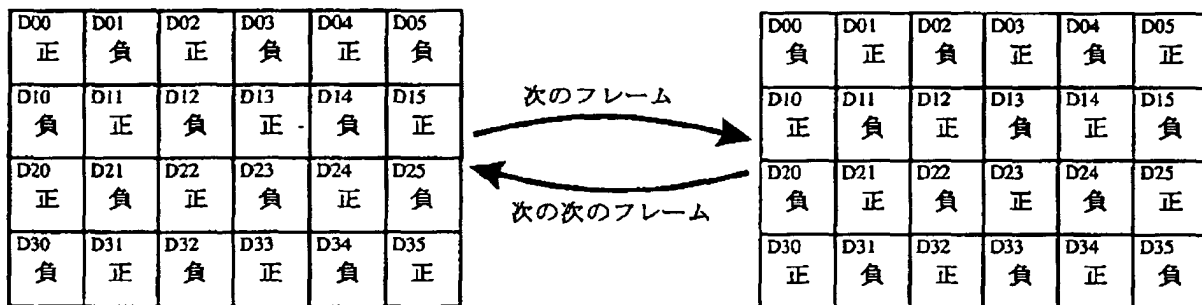 D00 D01 D02 D03 D04 D05
正 負 正 負 正 負
D10 D11 D12 D13 D14 D15
負 正 負 正 負 正
D20 D21 D22 D23 D24 D25
正 負 正 負 正 負
D30 D31 D32 D33 D34 D35
負 正 負 正 負 正
次のフレーム
次の次のフレーム
D00 D01 D02 D03 D04 D05
負 正 負 正 負 正
D10 D11 D12 D13 D14 D15
正 負 正 負 正 負
D20 D21 D22 D23 D24 D25
負 正 負 正 負 正
D30 D31 D32 D33 D34 D35
正 負 正 負 正 負